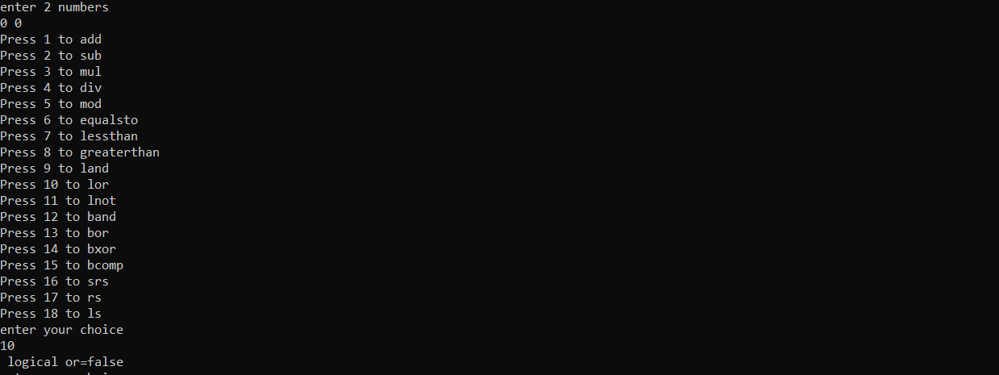 enter 2 numbers
0 0
Press 1 to add
Press 2 to sub
Press 3 to mul
Press 4 to div
Press 5 to mod
Press 6 to equalsto
Press 7 to lessthan
Press 8 to greaterthan
Press 9 to land
Press 10 to lor
Press 11 to lnot
Press 12 to band
Press 13 to bor
Press 14 to bxor
Press 15 to bcomp
Press 16 to srs
Press 17 to rs
Press 18 to ls
enter your choice
10
logical or=false